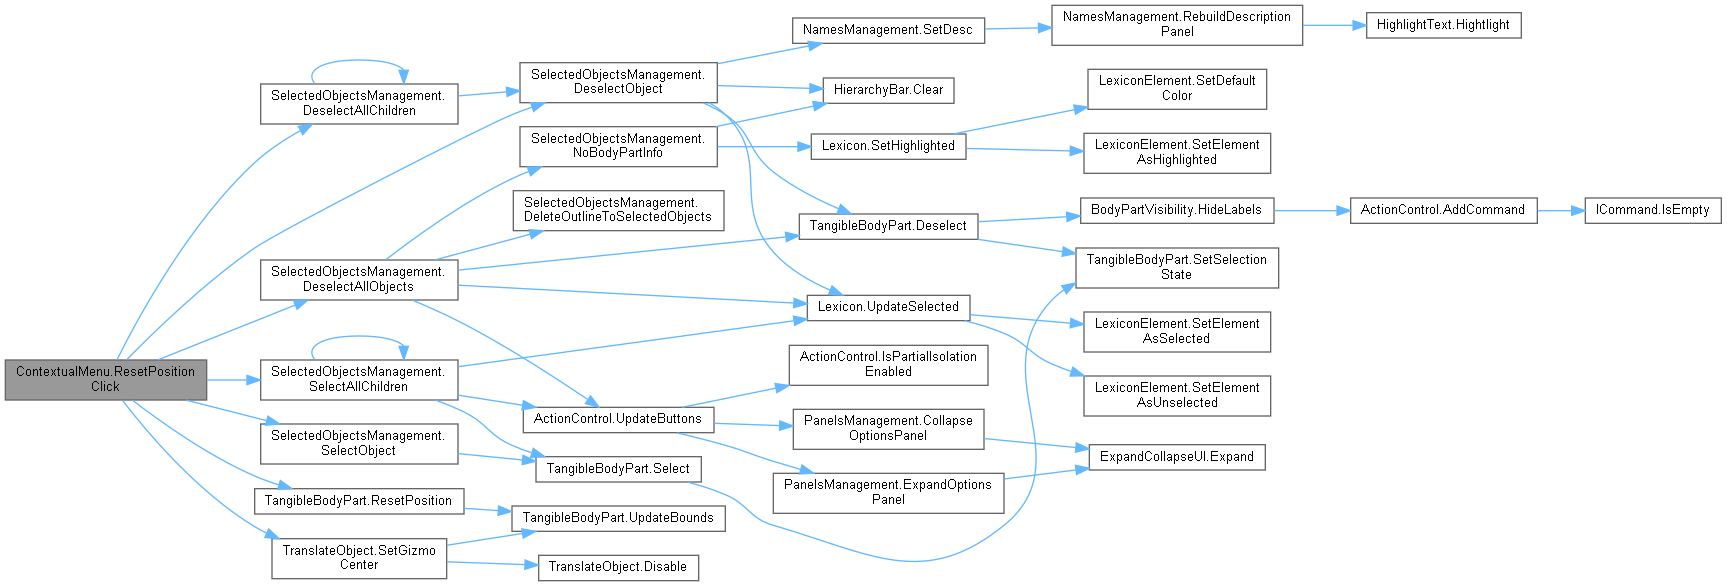 ContextualMenu.ResetPosition
Click
SelectedObjectsManagement.
DeselectAllChildren
SelectedObjectsManagement.
DeselectAllObjects
SelectedObjectsManagement.
SelectAllChildren
SelectedObjectsManagement.
SelectObject
TangibleBodyPart.ResetPosition
TranslateObject.SetGizmo
Center
SelectedObjectsManagement.
DeselectObject
SelectedObjectsManagement.
NoBodyPartInfo
SelectedObjectsManagement.
DeleteOutlineToSelectedObjects
ActionControl.UpdateButtons
TangibleBodyPart.Select
TangibleBodyPart.UpdateBounds
TranslateObject.Disable
NamesManagement.SetDesc
HierarchyBar.Clear
Lexicon.SetHighlighted
TangibleBodyPart.Deselect
Lexicon.UpdateSelected
ActionControl.IsPartialIsolation
Enabled
PanelsManagement.Collapse
OptionsPanel
PanelsManagement.ExpandOptions
Panel
NamesManagement.RebuildDescription
Panel
LexiconElement.SetDefault
Color
LexiconElement.SetElement
AsHighlighted
BodyPartVisibility.HideLabels
TangibleBodyPart.SetSelection
State
LexiconElement.SetElement
AsSelected
LexiconElement.SetElement
AsUnselected
ExpandCollapseUI.Expand
HighlightText.Hightlight
ActionControl.AddCommand
ICommand.IsEmpty